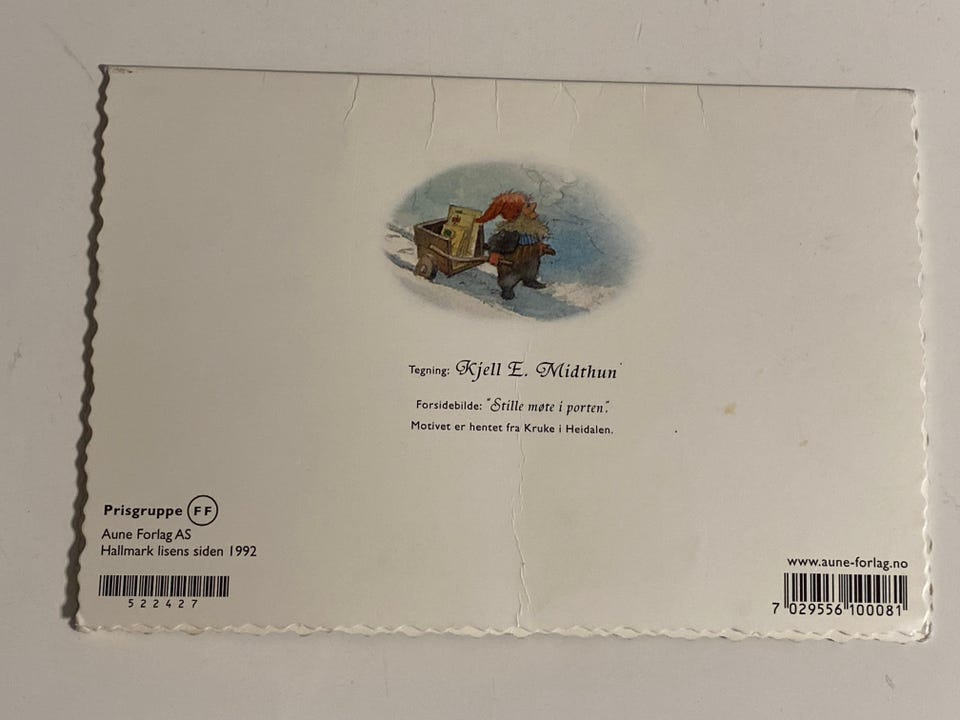 Tegning: Kjell E. Midthun
Forsidebilde: "Stille møte i porten".
Motivet er hentet fra Kruke i Heidalen.
Prisgruppe FF
Aune Forlag AS
Hallmark lisens siden 1992
522427
www.aune-forlag.no
7 029556 100081